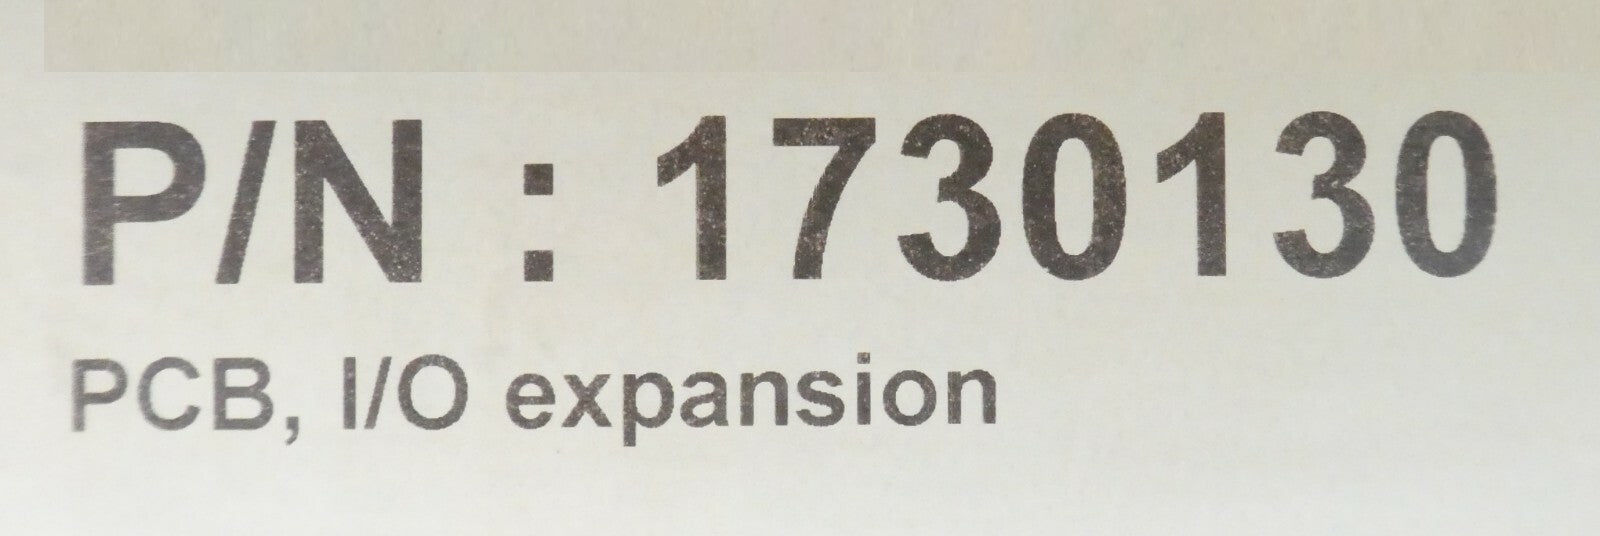 P/N : 1730130
PCB, I/O expansion